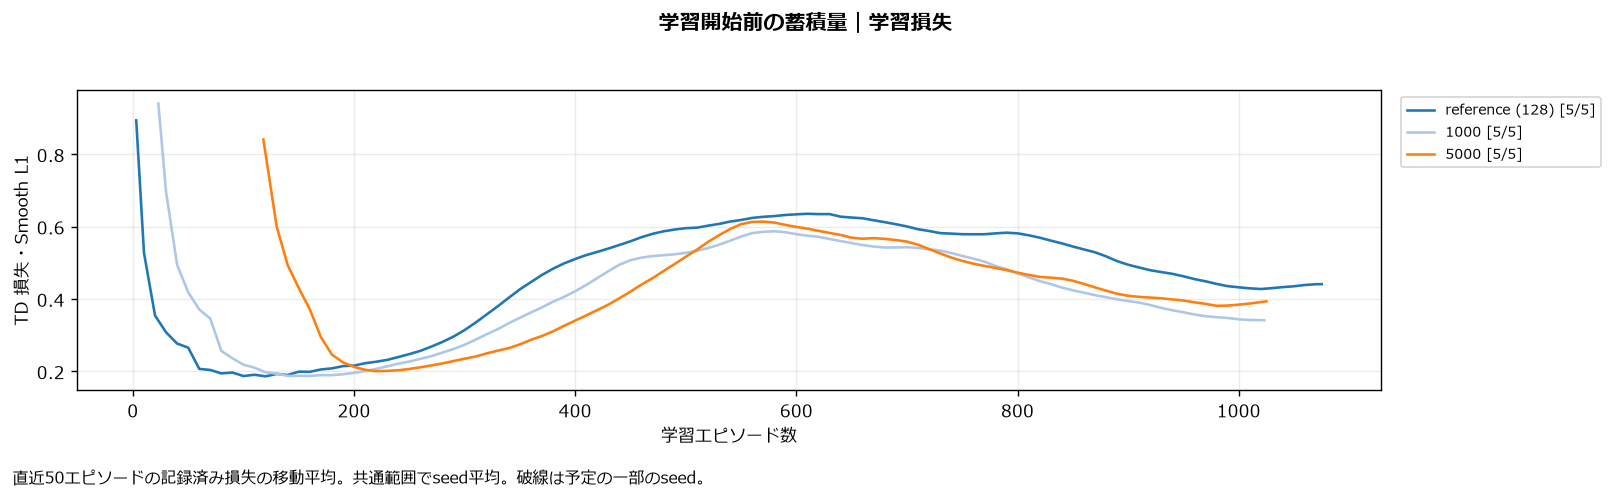 学習開始前の蓄積量｜学習損失
TD 損失・Smooth L1
0.8
0.6
0.4
0.2
0
200
400
600
800
1000
学習エピソード数
reference (128) [5/5]
1000 [5/5]
5000 [5/5]
直近50エピソードの記録済み損失の移動平均。共通範囲でseed平均。破線は予定の一部のseed。